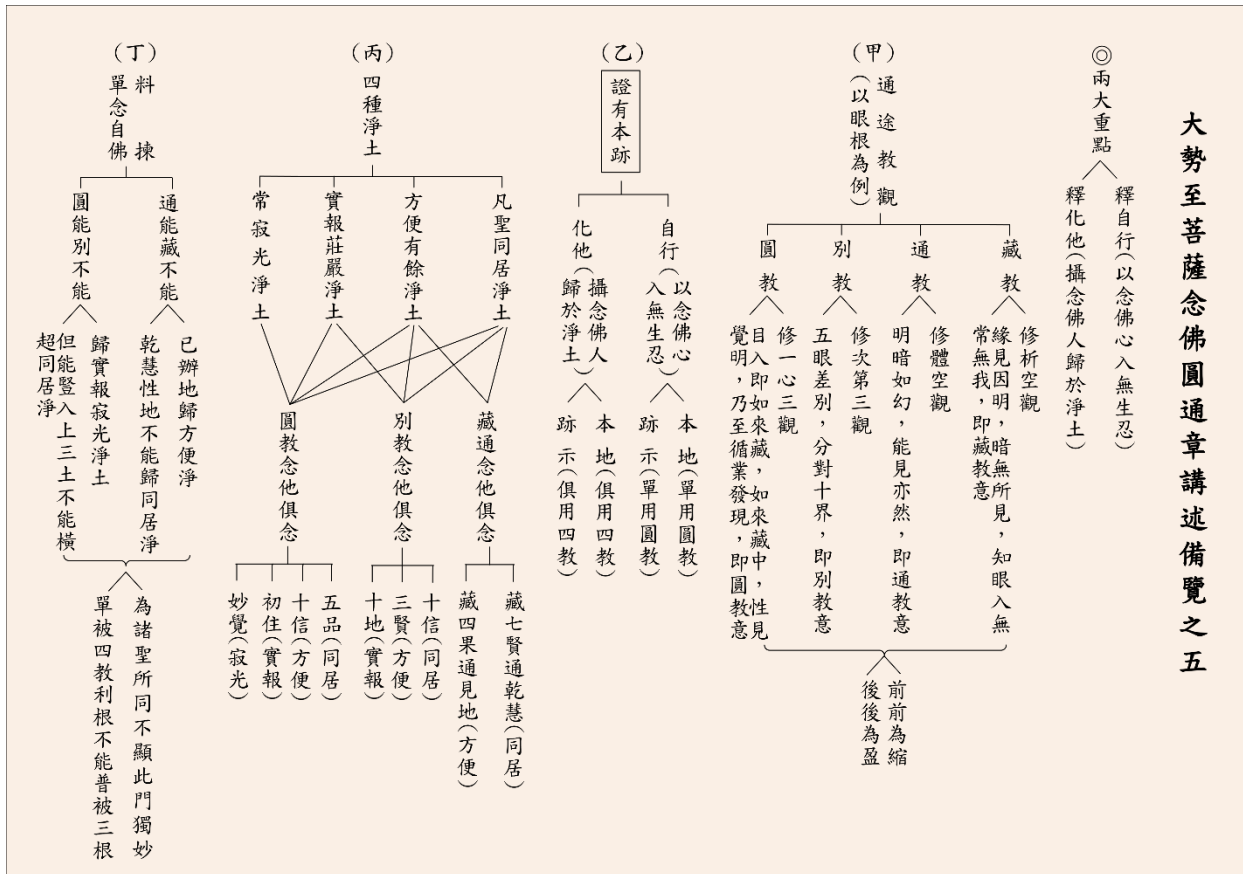 大勢至菩薩念佛圓通章講述備覽之五
◎兩大重點
釋自行(以念佛心入無生忍)
釋化他(攝念佛人歸於淨土)
(甲)
通途教觀
(以眼根為例)
藏教
修析空觀
緣見因明,暗無所見,知眼入無
常無我,即藏教意
通教
修體空觀
明暗如幻,能見亦然,即通教意
別教
修次第三觀
五眼差別,分對十界,即別教意
圓教
修一心三觀
目入即如來藏,如來藏中,性見
覺明,乃至循業發現,即圓教意
前前為縮
後後為盈
(乙)
證有本跡
自行(以念佛心
入無生忍)
本地(單用圓教)
跡示(單用圓教)
化他(攝念佛人
歸於淨土)
本地(俱用四教)
跡示(俱用四教)
(丙)
四種淨土
凡聖同居淨土
方便有餘淨土
實報莊嚴淨土
常寂光淨土
藏通念他俱念
藏七賢通乾慧(同居)
藏四果通見地(方便)
別教念他俱念
十信(同居)
三賢(方便)
十地(實報)
圓教念他俱念
五品(同居)
十信(方便)
初住(實報)
妙覺(寂光)
(丁)
料揀
單念自佛
通能藏不能
已辦地歸方便淨
乾慧性地不能歸同居淨
圓能別不能
歸實報寂光淨土
但能豎入上三土不能橫
超同居淨
為諸聖所同不顯此門獨妙
單被四教利根不能普被三根